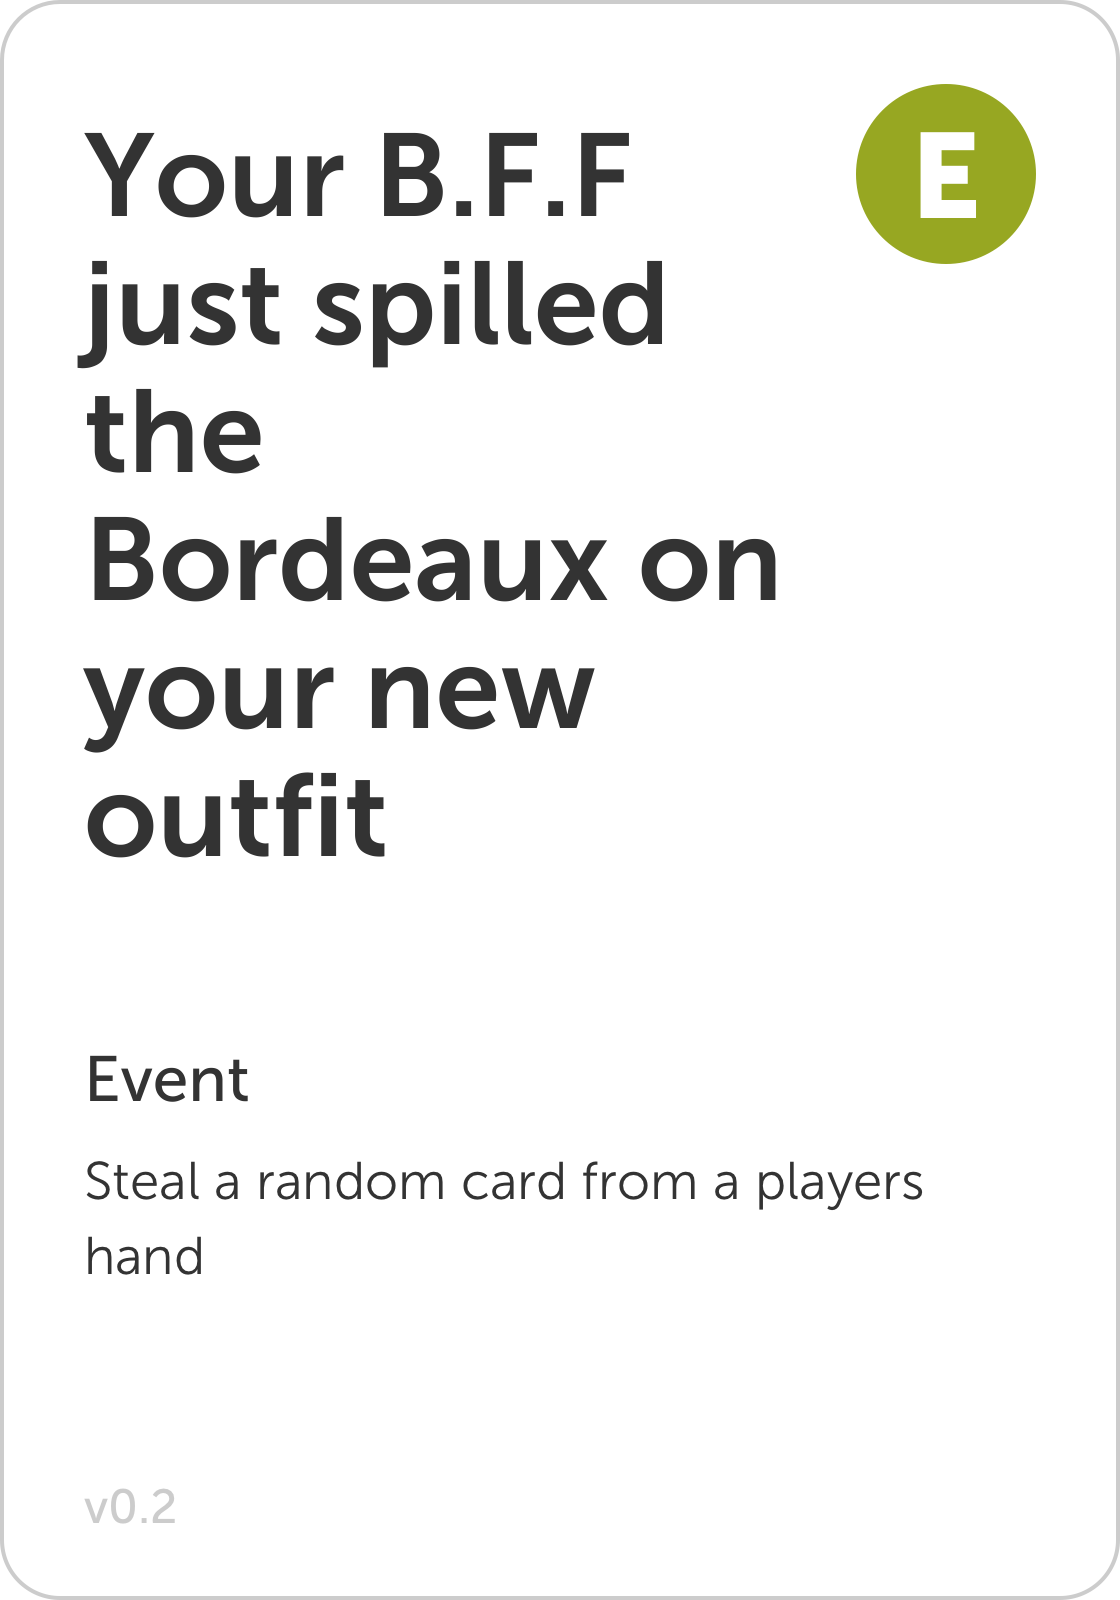 Your B.F.F
E
just spilled
the
Bordeaux on
your new
outfit
Event
Steal a random card from a players
hand
v0.2